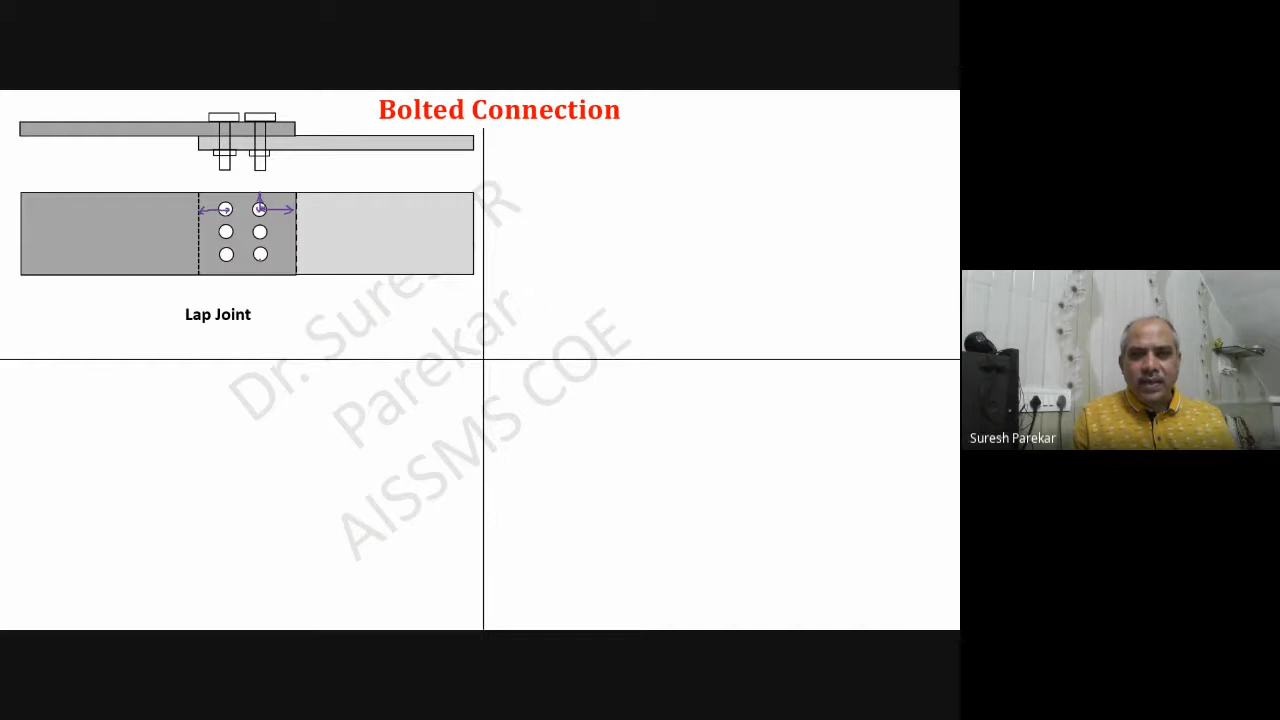 Bolted Connection
Lap Joint
Dr. Suresh R
Parekar
AISSMS COE
Suresh Parekar